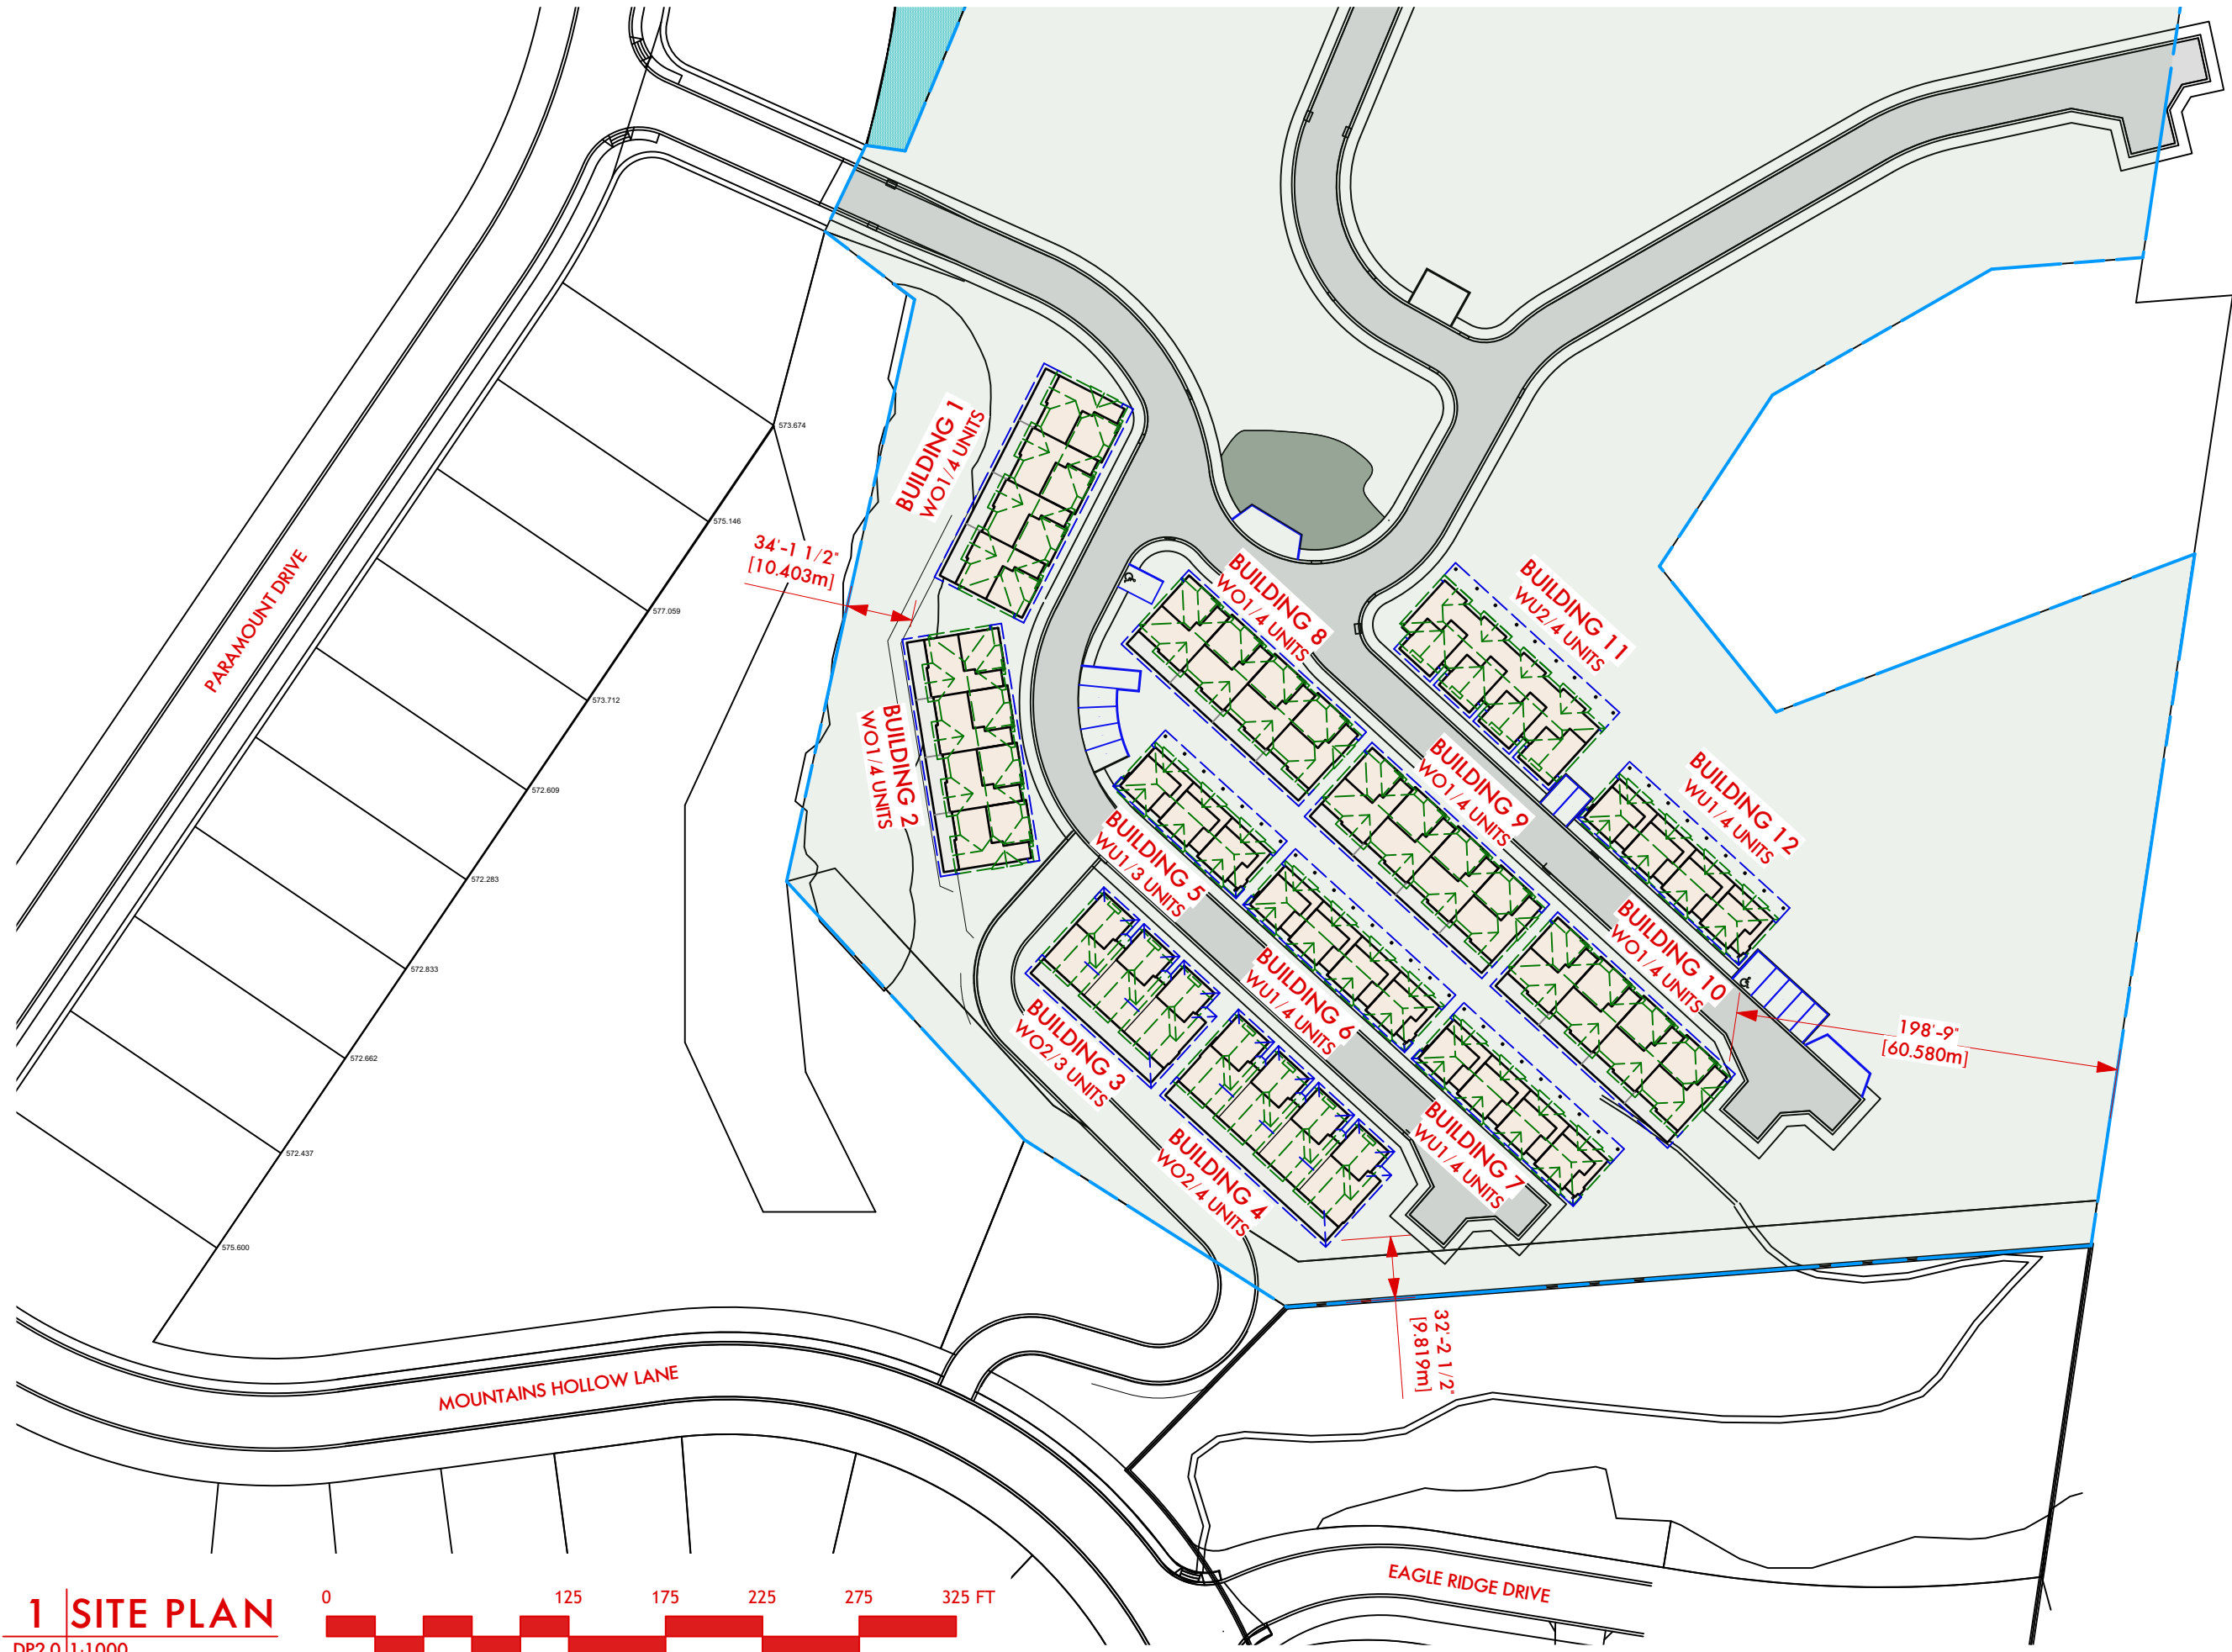 573.674
BUILDING 1
WO1/4 UNITS
575.146
34'-1 1/2"
[10.403m]
PARAMOUNT DRIVE
577.059
BUILDING 8
WO1/4 UNITS
BUILDING 11
WU2/4 UNITS
573.712
BUILDING 2
WO1/4 UNITS
572.609
BUILDING 9
WO1/4 UNITS
BUILDING 12
WU1/4 UNITS
BUILDING 5
WU1/3 UNITS
572.283
572.833
BUILDING 10
WO1/4 UNITS
BUILDING 6
WU1/4 UNITS
198'-9"
[60.580m]
BUILDING 3
WO2/3 UNITS
572.662
572.437
BUILDING 7
WU1/4 UNITS
BUILDING 4
WO2/4 UNITS
575.600
32'-2 1/2"
[9.819m]
MOUNTAINS HOLLOW LANE
EAGLE RIDGE DRIVE
1 SITE PLAN
DP2.0 1:1000
0 125 175 225 275 325 FT